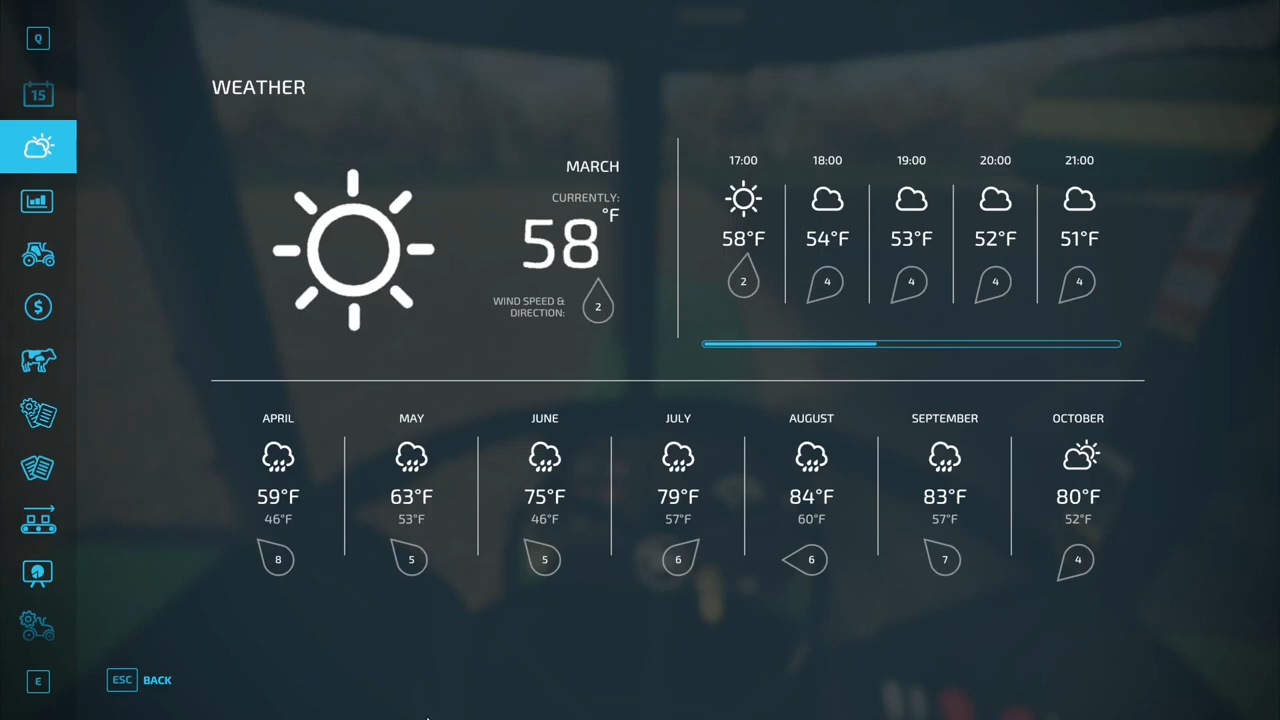 Q
15
WEATHER
MARCH
CURRENTLY:
58 °F
WIND SPEED &
DIRECTION:
2
17:00 18:00 19:00 20:00 21:00
58°F 54°F 53°F 52°F 51°F
2 4 4 4 4
APRIL MAY JUNE JULY AUGUST SEPTEMBER OCTOBER
59°F 63°F 75°F 79°F 84°F 83°F 80°F
46°F 53°F 46°F 57°F 60°F 57°F 52°F
8 5 5 6 6 7 4
E
ESC BACK